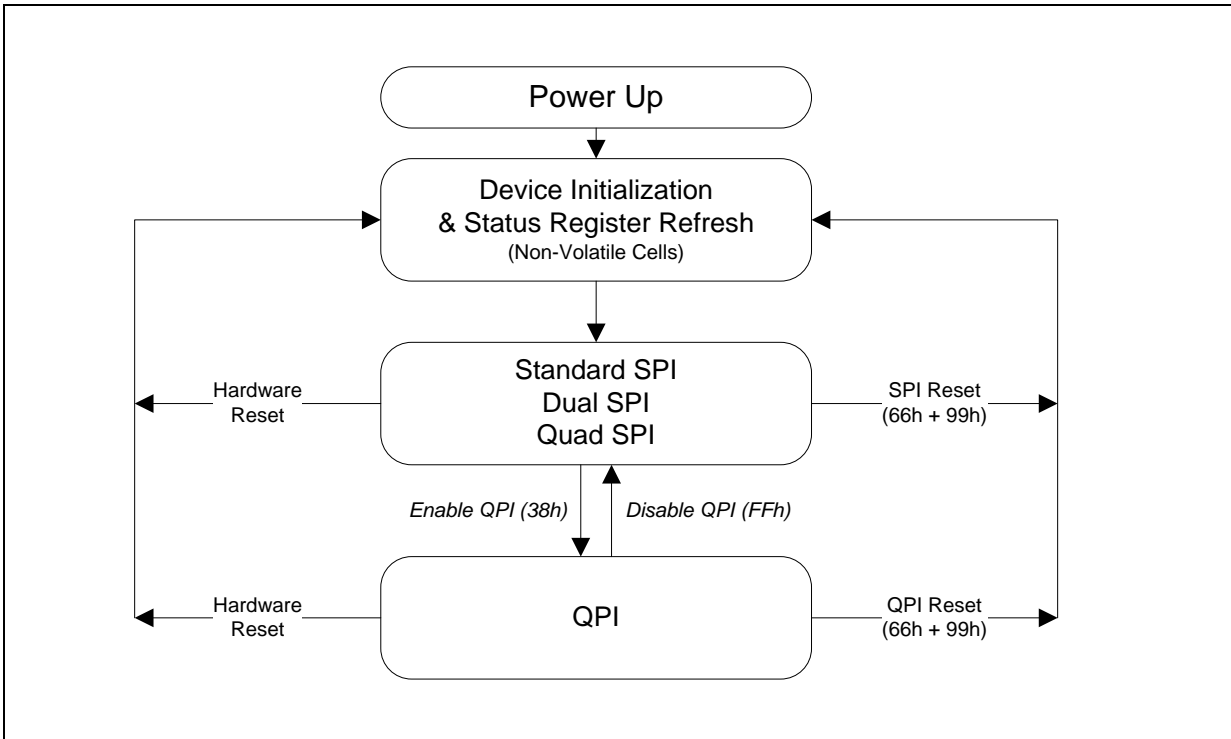 Power Up
Device Initialization
& Status Register Refresh
(Non-Volatile Cells)
Standard SPI
Dual SPI
Quad SPI
Hardware
Reset
SPI Reset
(66h + 99h)
Enable QPI (38h)
Disable QPI (FFh)
Hardware
Reset
QPI
QPI Reset
(66h + 99h)